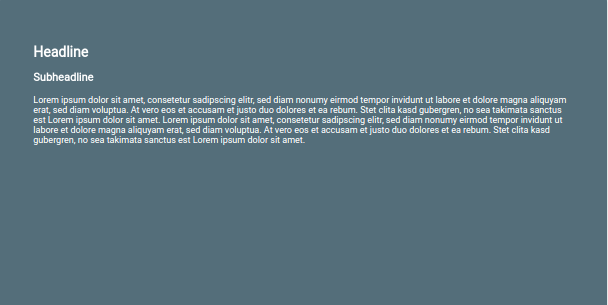 Headline
Subheadline
Lorem ipsum dolor sit amet, consetetur sadipscing elitr, sed diam nonumy eirmod tempor invidunt ut labore et dolore magna aliquyam
erat, sed diam voluptua. At vero eos et accusam et justo duo dolores et ea rebum. Stet clita kasd gubergren, no sea takimata sanctus
est Lorem ipsum dolor sit amet. Lorem ipsum dolor sit amet, consetetur sadipscing elitr, sed diam nonumy eirmod tempor invidunt ut
labore et dolore magna aliquyam erat, sed diam voluptua. At vero eos et accusam et justo duo dolores et ea rebum. Stet clita kasd
gubergren, no sea takimata sanctus est Lorem ipsum dolor sit amet.